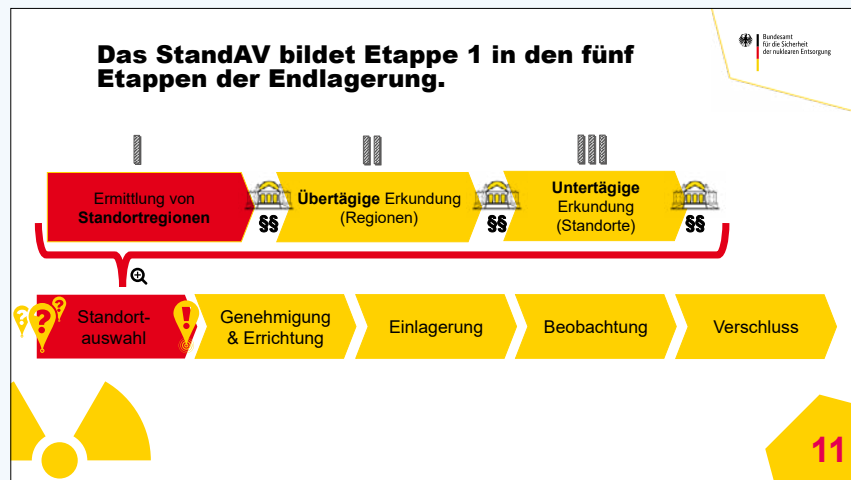 Das StandAV bildet Etappe 1 in den fünf
Etappen der Endlagerung.
Bundesamt
für die Sicherheit
der nuklearen Entsorgung
I
II
III
Ermittlung von
Standortregionen
§§
Übertägige Erkundung
(Regionen)
§§
Untertägige
Erkundung
(Standorte)
§§
? ? ?
Standort-
auswahl
!
Genehmigung
& Errichtung
Einlagerung
Beobachtung
Verschluss
11